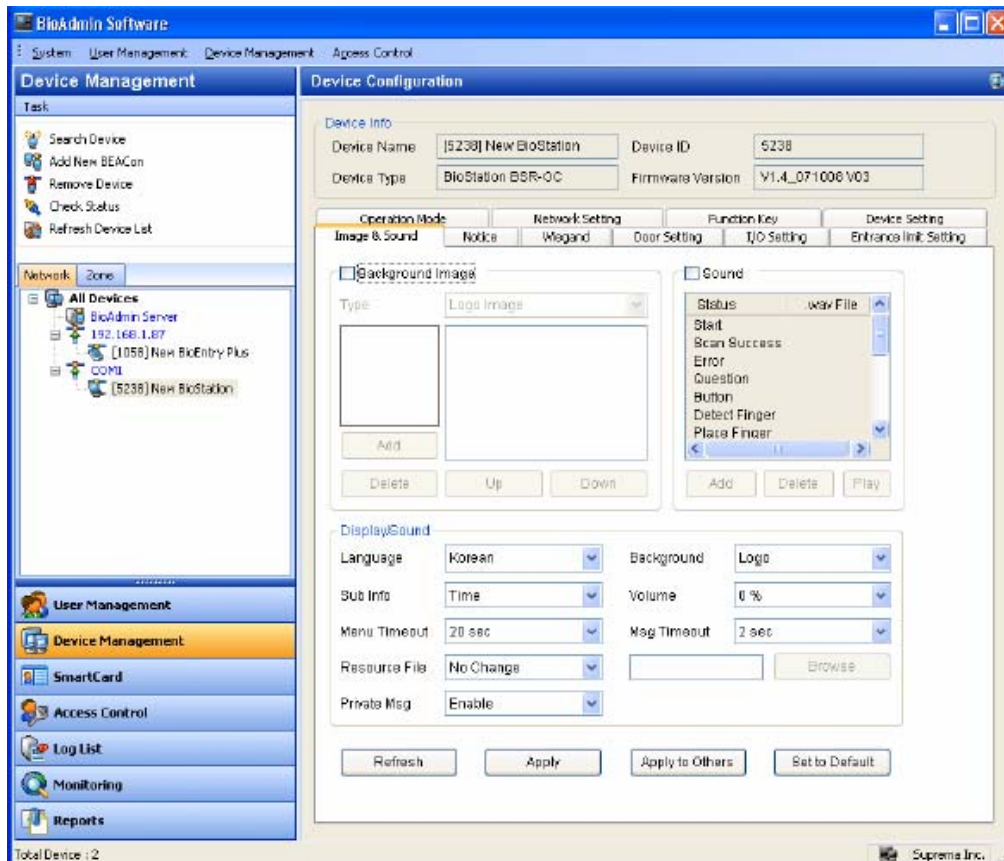 BioAdmin Software
System User Management Device Management Access Control
Device Management
Task
Search Device
Add New BEACon
Remove Device
Check Status
Refresh Device List
Network Zone
All Devices
BioAdmin Server
192.168.1.87
[1058] New BioEntry Plus
COM1
[5238] New BioStation
User Management
Device Management
SmartCard
Access Control
Log List
Monitoring
Reports
Device Configuration
Device Info
Device Name [5238] New BioStation Device ID 5238
Device Type BioStation BSR-OC Firmware Version V1.4_071006 V03
Operation Mode Network Setting Function Key Device Setting
Image & Sound Notice Wiegand Door Setting I/O Setting Entrance limit Setting
Background Image
Type Logo Image
Add
Delete Up Down
Sound
Status .wav File
Start
Scan Success
Error
Question
Button
Detect Finger
Place Finger
Add Delete Play
Display/Sound
Language Korean Background Logo
Sub Info Time Volume 0 %
Menu Timeout 20 sec Msg Timeout 2 sec
Resource File No Change Browse
Private Msg Enable
Refresh Apply Apply to Others Set to Default
Total Device : 2 Suprema Inc.